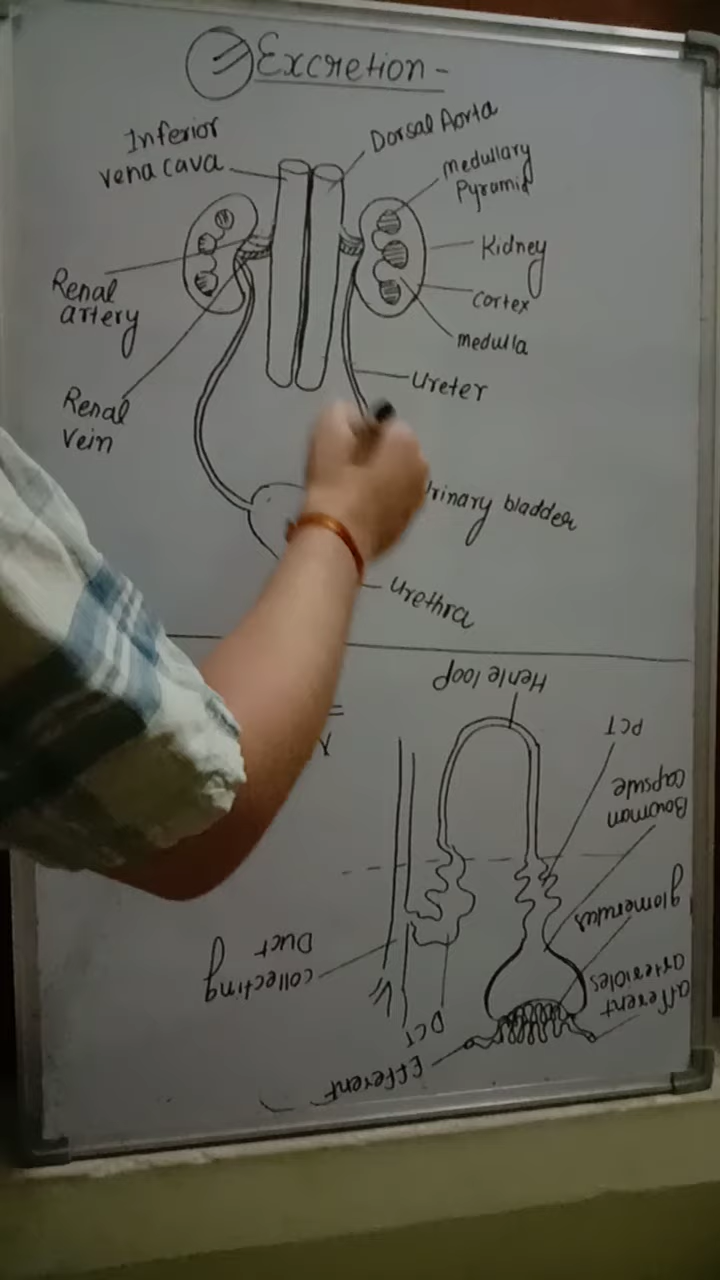 Excretion -
Inferior
vena cava
Dorsal Aorta
medullary
Pyramid
Kidney
Cortex
medulla
Renal
artery
Ureter
Renal
vein
rinary bladder
Urethra
Henle loop
PCT
Bowman
capsule
glomerulus
afferent
arterioles
collecting
Duct
DCT
Efferent